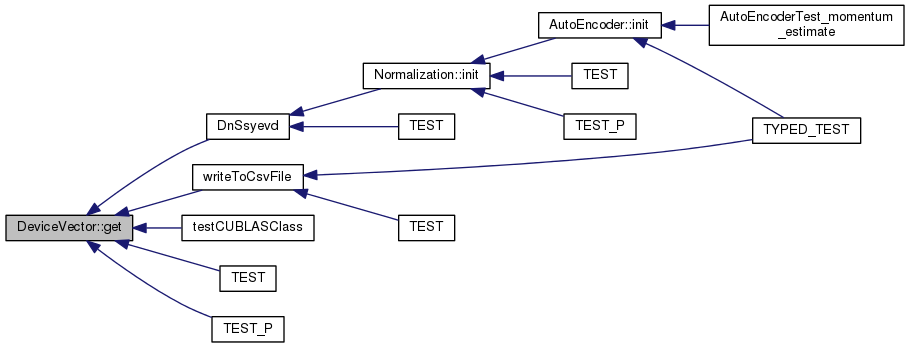 AutoEncoder::init
AutoEncoderTest_momentum
_estimate
Normalization::init
TEST
DnSsyevd
TEST
TEST_P
TYPED_TEST
writeToCsvFile
DeviceVector::get
testCUBLASClass
TEST
TEST
TEST_P